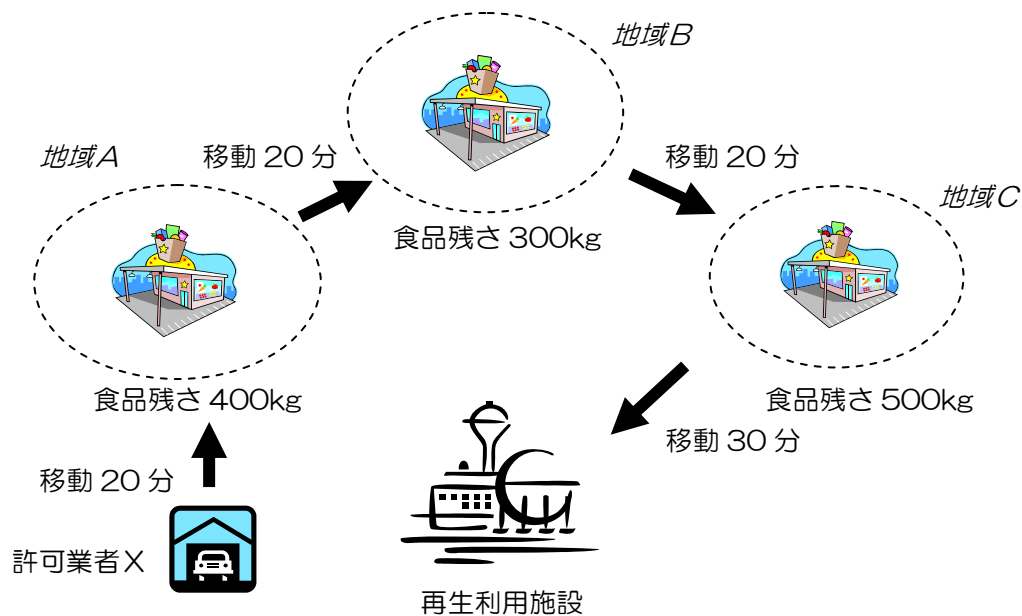 地域B
地域A
移動 20 分
移動 20 分
地域C
食品残さ 300kg
食品残さ 400kg
食品残さ 500kg
移動 30 分
移動 20 分
許可業者X
再生利用施設